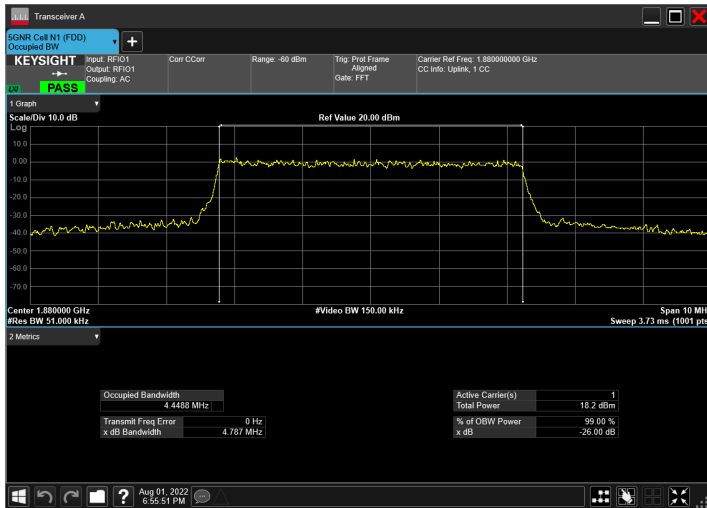 Transceiver A
5GNR Cell N1 (FDD)
Occupied BW
KEYSIGHT
LXI
PASS
Input: RFIO1
Output: RFIO1
Coupling: AC
Corr CCorr
Range: -60 dBm
Trig: Prot Frame
Aligned
Gate: FFT
Carrier Ref Freq: 1.880000000 GHz
CC Info: Uplink, 1 CC
1 Graph
Scale/Div 10.0 dB
Ref Value 20.00 dBm
Log
10.0
0.00
-10.0
-20.0
-30.0
-40.0
-50.0
-60.0
-70.0
Center 1.880000 GHz
#Video BW 150.00 kHz
Span 10 MH
#Res BW 51.000 kHz
Sweep 3.73 ms (1001 pts
2 Metrics
Occupied Bandwidth
4.4488 MHz
Transmit Freq Error 0 Hz
x dB Bandwidth 4.787 MHz
Active Carrier(s) 1
Total Power 18.2 dBm
% of OBW Power 99.00 %
x dB -26.00 dB
Aug 01, 2022
6:55:51 PM